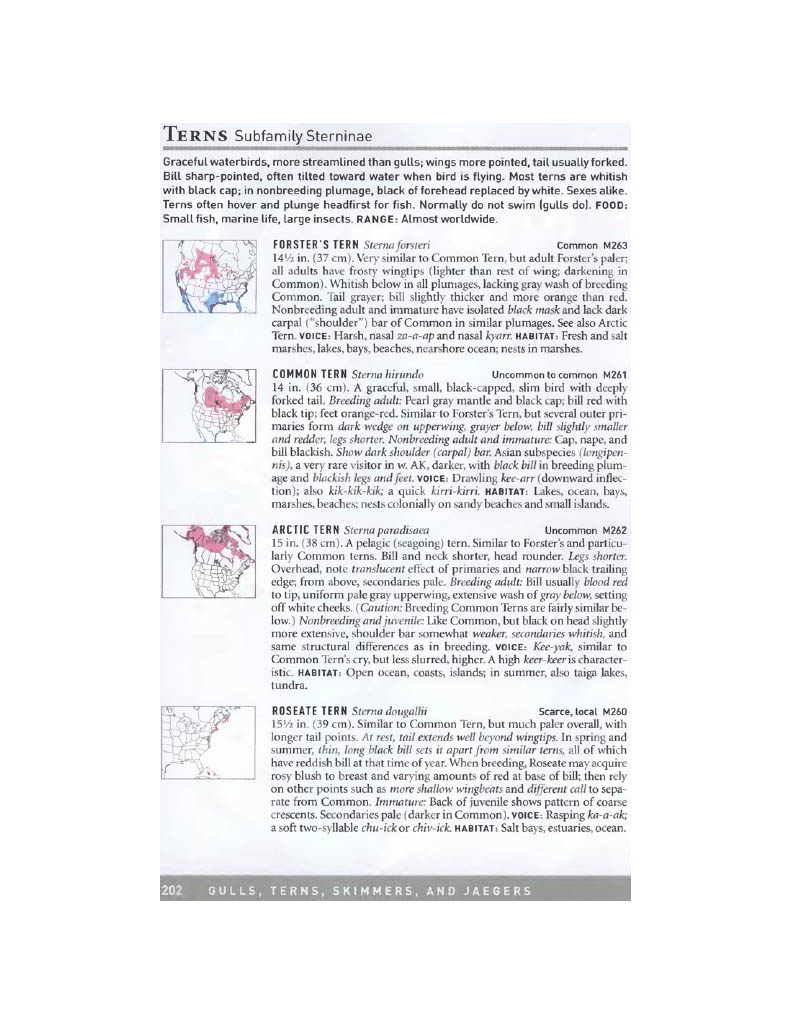 TERNS Subfamily Sterninae
Graceful waterbirds, more streamlined than gulls; wings more pointed, tail usually forked.
Bill sharp-pointed, often tilted toward water when bird is flying. Most terns are whitish
with black cap; in nonbreeding plumage, black of forehead replaced by white. Sexes alike.
Terns often hover and plunge headfirst for fish. Normally do not swim (gulls do). FOOD:
Small fish, marine life, large insects. RANGE: Almost worldwide.
FORSTER'S TERN Sterna forsteri Common M263
14½ in. (37 cm). Very similar to Common Tern, but adult Forster's paler;
all adults have frosty wingtips (lighter than rest of wing; darkening in
Common). Whitish below in all plumages, lacking gray wash of breeding
Common. Tail grayer; bill slightly thicker and more orange than red.
Nonbreeding adult and immature have isolated black mask and lack dark
carpal ("shoulder") bar of Common in similar plumages. See also Arctic
Tern. VOICE: Harsh, nasal za-a-ap and nasal kyarr. HABITAT: Fresh and salt
marshes, lakes, bays, beaches, nearshore ocean; nests in marshes.
COMMON TERN Sterna hirundo Uncommon to common M261
14 in. (36 cm). A graceful, small, black-capped, slim bird with deeply
forked tail. Breeding adult: Pearl gray mantle and black cap; bill red with
black tip; feet orange-red. Similar to Forster's Tern, but several outer pri-
maries form dark wedge on upperwing, grayer below, bill slightly smaller
and redder, legs shorter. Nonbreeding adult and immature: Cap, nape, and
bill blackish. Show dark shoulder (carpal) bar. Asian subspecies (longipen-
nis), a very rare visitor in w. AK, darker, with black bill in breeding plum-
age and blackish legs and feet. VOICE: Drawling kee-arr (downward inflec-
tion); also kik-kik-kik; a quick kirri-kirri. HABITAT: Lakes, ocean, bays,
marshes, beaches; nests colonially on sandy beaches and small islands.
ARCTIC TERN Sterna paradisaea Uncommon M262
15 in. (38 cm). A pelagic (seagoing) tern. Similar to Forster's and particu-
larly Common terns. Bill and neck shorter, head rounder. Legs shorter.
Overhead, note translucent effect of primaries and narrow black trailing
edge; from above, secondaries pale. Breeding adult: Bill usually blood red
to tip, uniform pale gray upperwing, extensive wash of gray below, setting
off white cheeks. (Caution: Breeding Common Terns are fairly similar be-
low.) Nonbreeding and juvenile: Like Common, but black on head slightly
more extensive, shoulder bar somewhat weaker, secondaries whitish, and
same structural differences as in breeding. VOICE: Kee-yak, similar to
Common Tern's cry, but less slurred, higher. A high keer-keer is character-
istic. HABITAT: Open ocean, coasts, islands; in summer, also taiga lakes,
tundra.
ROSEATE TERN Sterna dougallii Scarce, local M260
15½ in. (39 cm). Similar to Common Tern, but much paler overall, with
longer tail points. At rest, tail extends well beyond wingtips. In spring and
summer, thin, long black bill sets it apart from similar terns, all of which
have reddish bill at that time of year. When breeding, Roseate may acquire
rosy blush to breast and varying amounts of red at base of bill; then rely
on other points such as more shallow wingbeats and different call to sepa-
rate from Common. Immature: Back of juvenile shows pattern of coarse
crescents. Secondaries pale (darker in Common). VOICE: Rasping ka-a-ak;
a soft two-syllable chu-ick or chiv-ick. HABITAT: Salt bays, estuaries, ocean.
202 GULLS, TERNS, SKIMMERS, AND JAEGERS